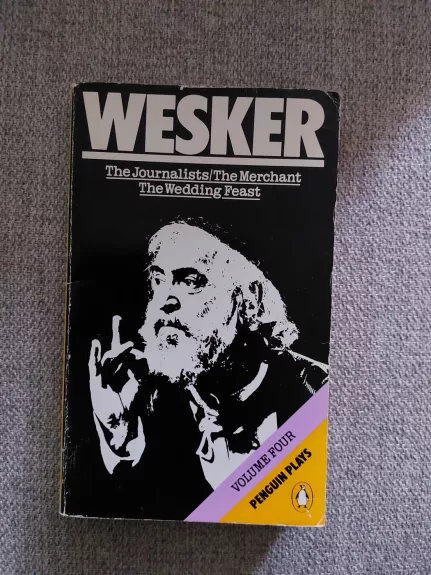 WESKER
The Journalists/The Merchant
The Wedding Feast
VOLUME FOUR
PENGUIN PLAYS